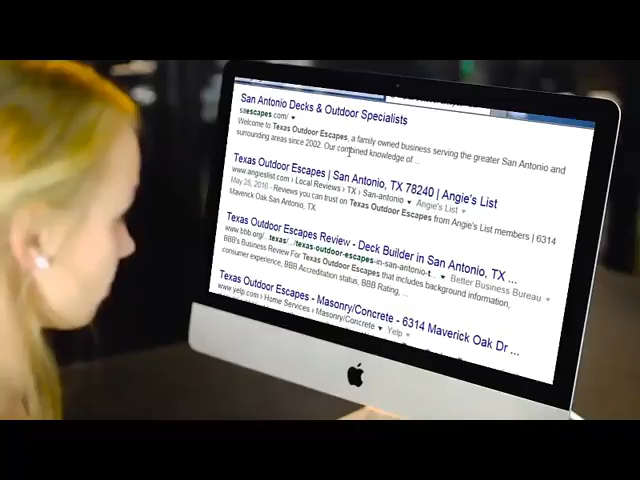 San Antonio Decks & Outdoor Specialists
saescapes.com/
Welcome to Texas Outdoor Escapes, a family owned business serving the greater San Antonio and
surrounding areas since 2002. Our combined knowledge of ...
Texas Outdoor Escapes | San Antonio, TX 78240 | Angie's List
www.angieslist.com › Local Reviews › TX › San-antonio Angie's List
May 28, 2016 - Reviews you can trust on Texas Outdoor Escapes from Angie's List members | 6314
Maverick Oak San Antonio, TX
Texas Outdoor Escapes Review - Deck Builder in San Antonio, TX ...
www.bbb.org/.../texas/.../texas-outdoor-escapes-in-san-antonio-t... Better Business Bureau
BBB's Business Review For Texas Outdoor Escapes that includes background information,
consumer experience, BBB Accreditation status, BBB Rating, ...
Texas Outdoor Escapes - Masonry/Concrete - 6314 Maverick Oak Dr ...
www.yelp.com › Home Services › Masonry/Concrete Yelp